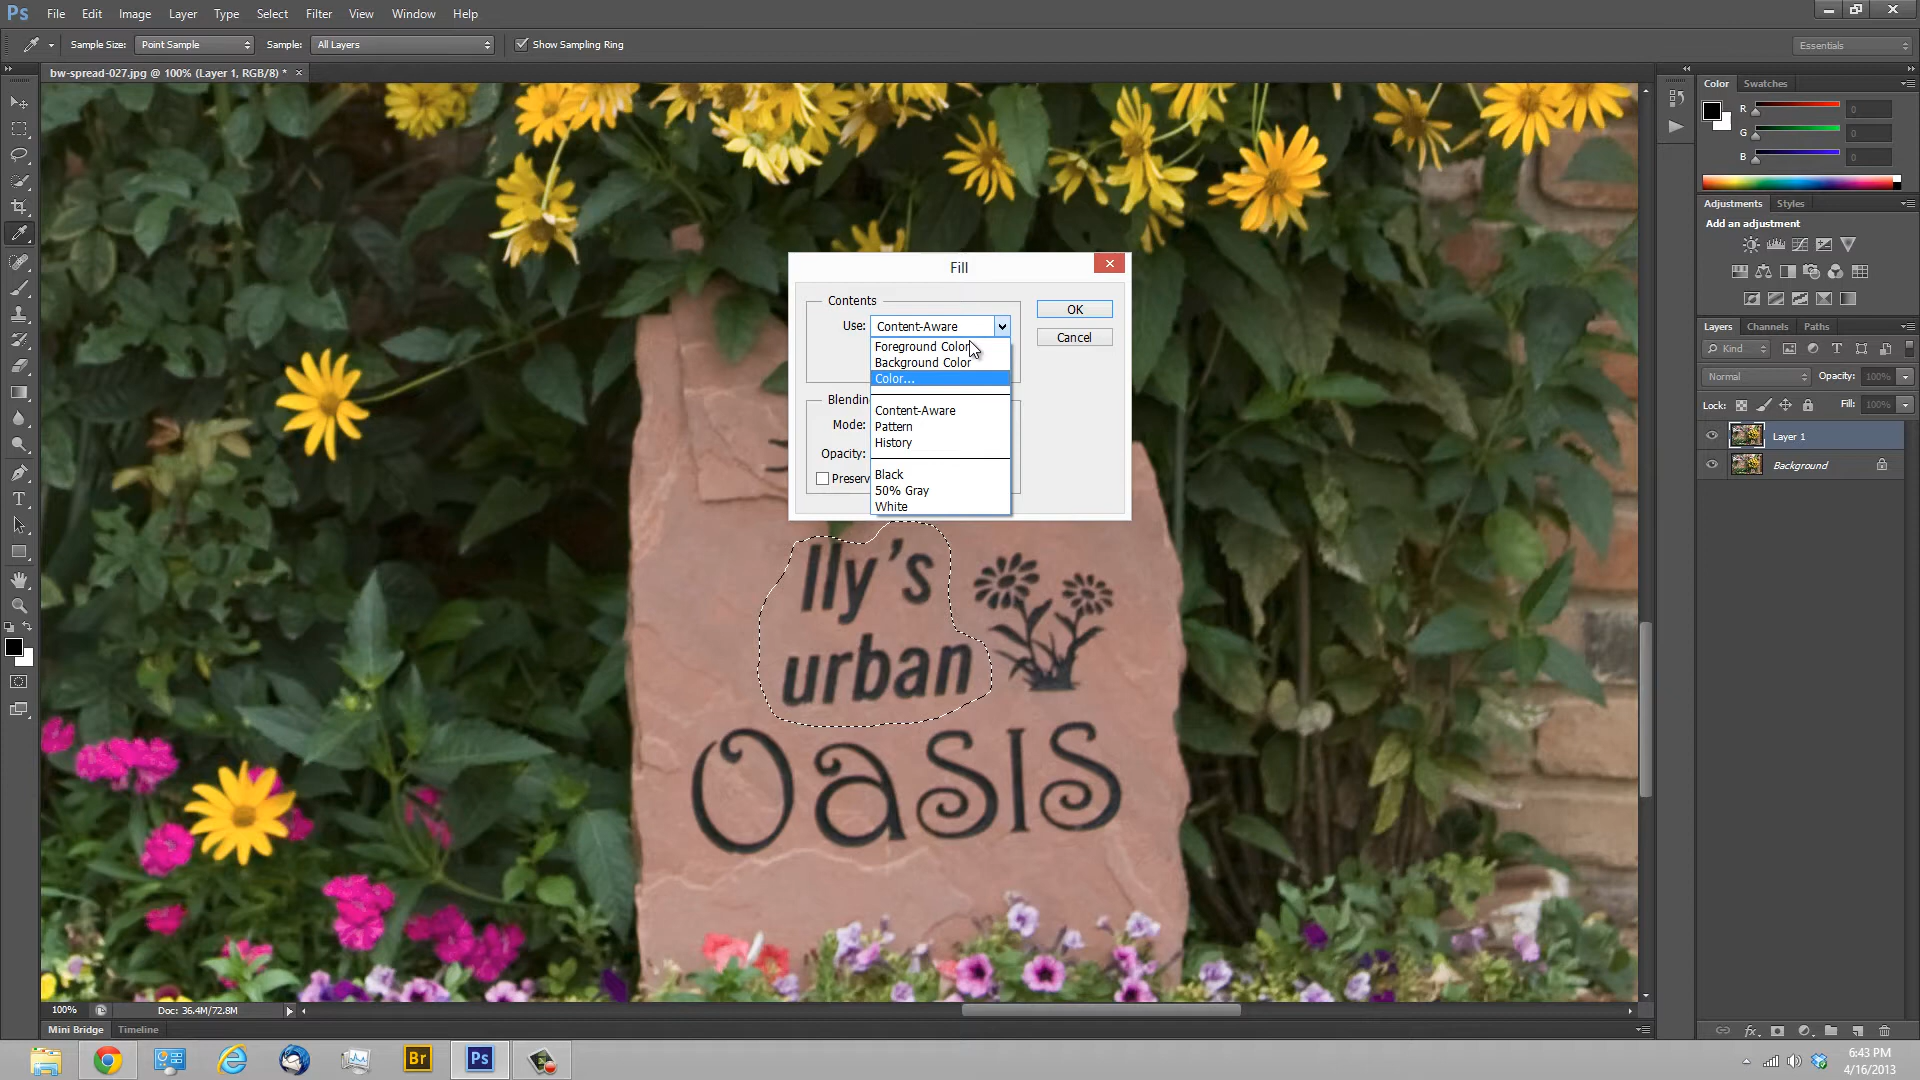 Ps File Edit Image Layer Type Select Filter View Window Help
Sample Size: Point Sample Sample: All Layers Show Sampling Ring Essentials
bw-spread-027.jpg @ 100% (Layer 1, RGB/8) *
Color Swatches
R 0
G 0
B 0
Adjustments Styles
Add an adjustment
Fill
Contents
OK
Use: Content-Aware
Cancel
Foreground Color
Background Color
Color...
Content-Aware
Pattern
History
Black
50% Gray
White
Blending
Mode:
Opacity:
Preserv
Layers Channels Paths
Kind
Normal Opacity: 100%
Lock: Fill: 100%
Layer 1
Background
lly's
urban
Oasis
100% Doc: 36.4M/72.8M
Mini Bridge Timeline
Br Ps
6:43 PM
4/16/2013